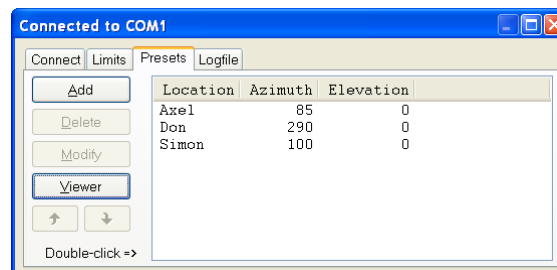 Connected to COM1
Connect Limits Presets Logfile
Add
Delete
Modify
Viewer
Double-click =>
Location Azimuth Elevation
Axel 85 0
Don 290 0
Simon 100 0